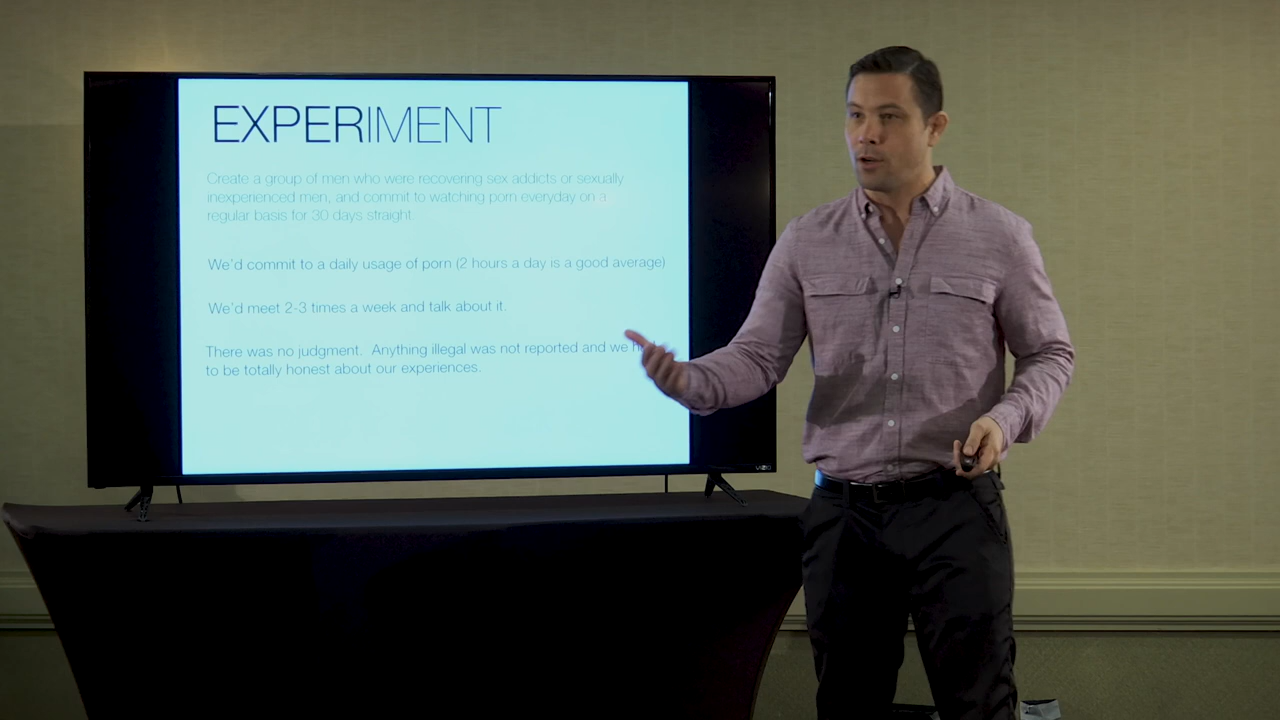 EXPERIMENT
Create a group of men who were recovering sex addicts or sexually
inexperienced men, and commit to watching porn everyday on a
regular basis for 30 days straight.
We'd commit to a daily usage of porn (2 hours a day is a good average)
We'd meet 2-3 times a week and talk about it.
There was no judgment. Anything illegal was not reported and we
to be totally honest about our experiences.
VIZIO